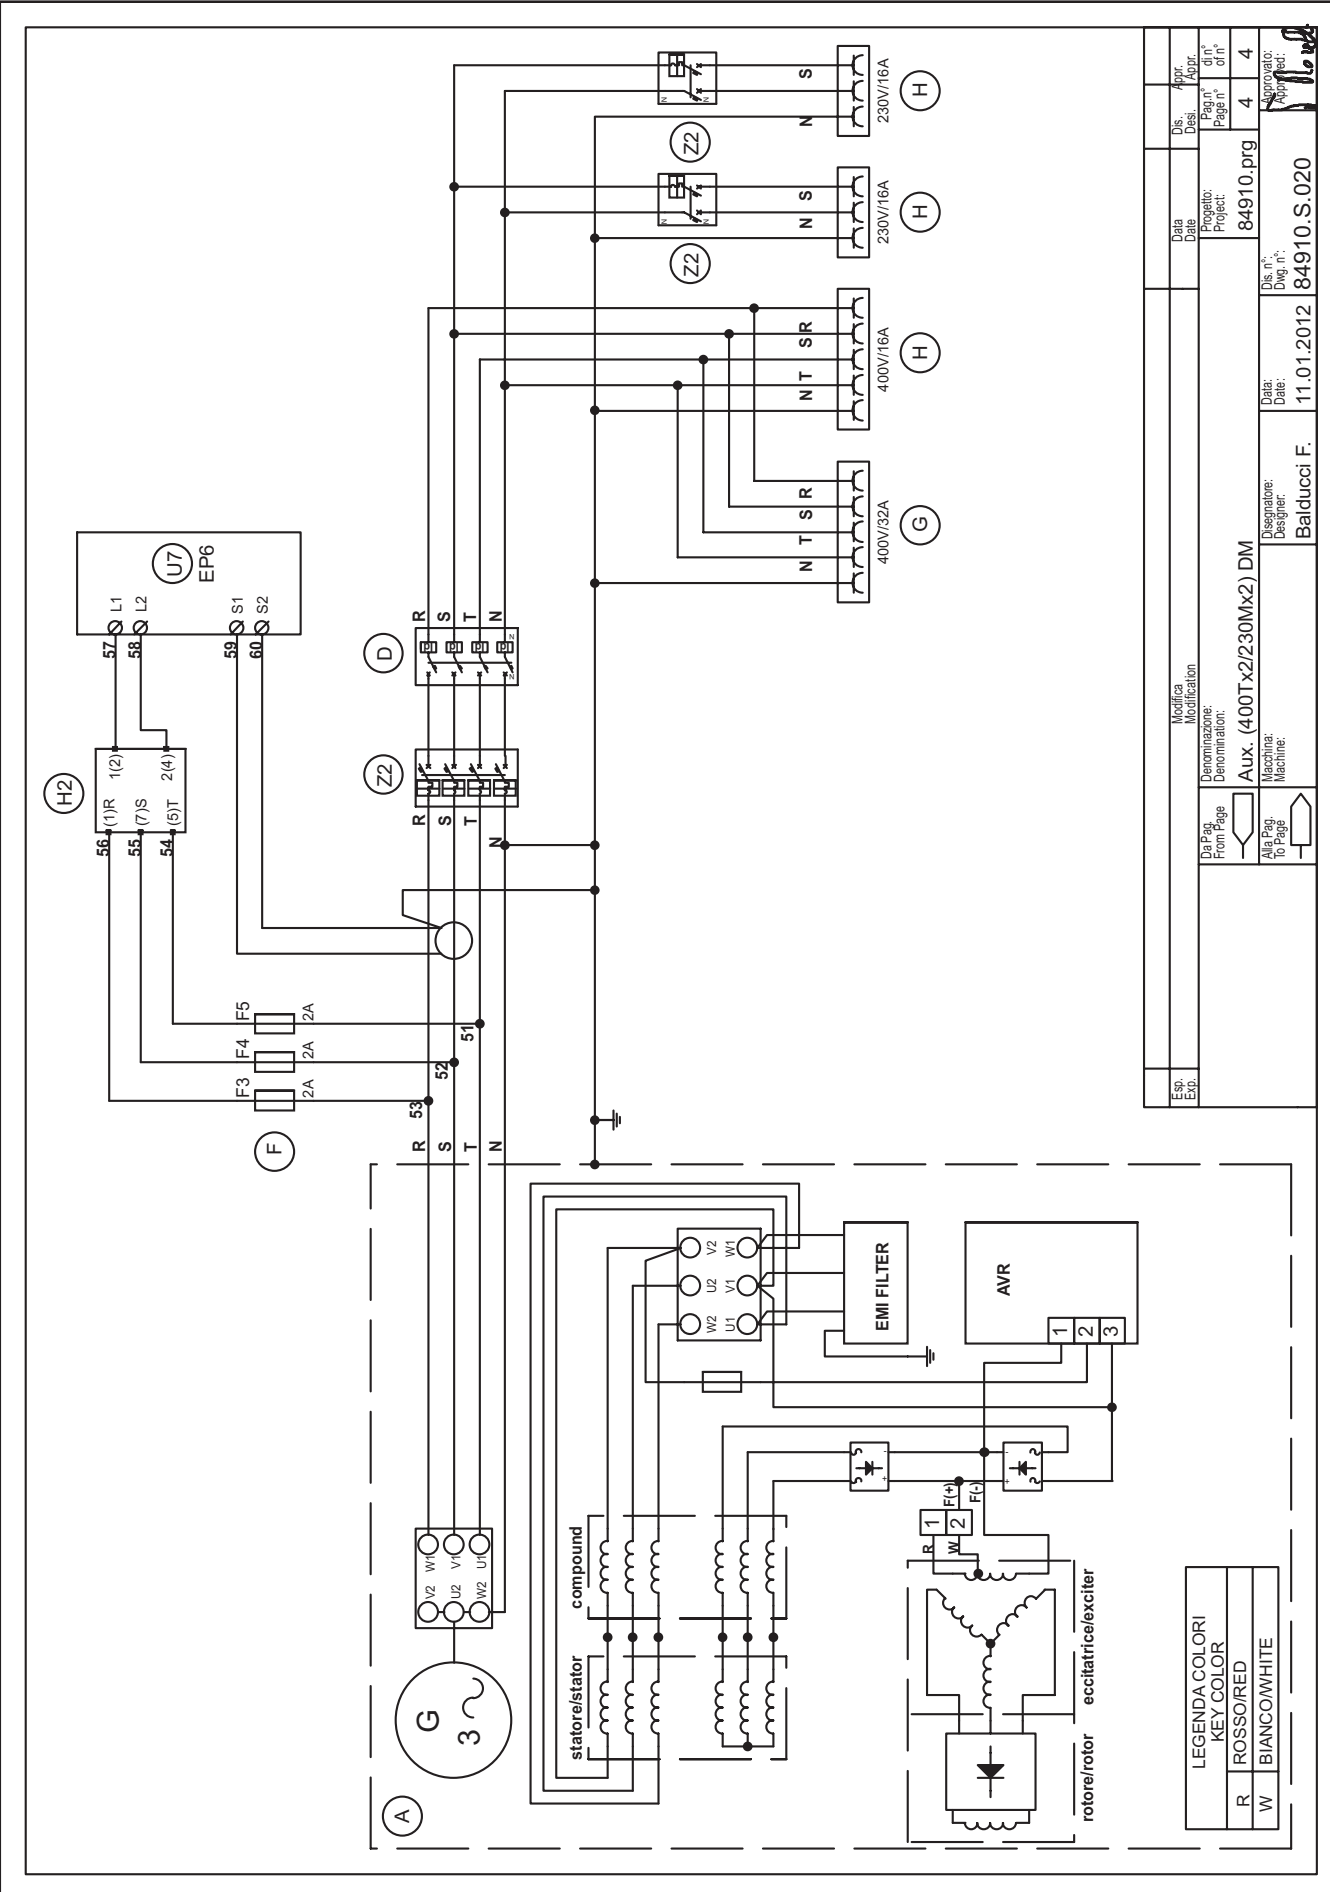 A
G
3
V2 W1
U2 V1
W2 U1
R
S
T
N
F
F3
2A
F4
2A
F5
2A
53
52
51
H2
56
(1)R
55
(7)S
54
(5)T
1(2)
2(4)
57
L1
58
L2
59
S1
60
S2
U7
EP6
Z2
R
S
T
N
D
R
S
T
N
N
N
G
400V/32A
N
T
S
R
H
400V/16A
N
T
S
R
Z2
N
N
H
230V/16A
N
S
Z2
N
N
H
230V/16A
N
S
statore/stator
compound
W2
U2
V2
U1
V1
W1
EMI FILTER
AVR
1
2
3
-
+
-
+
F(+)
F(-)
1
2
R
W
rotore/rotor
eccitatrice/exciter
LEGENDA COLORI
KEY COLOR
R ROSSO/RED
W BIANCO/WHITE
Esp.
Exp.
Modifica
Modification
Data
Date
Dis.
Desi.
Appr.
Appr.
Da Pag.
From Page
Alla Pag.
To Page
Denominazione:
Denomination:
Aux. (400Tx2/230Mx2) DM
Macchina:
Machine:
Disegnatore:
Designer:
Balducci F.
Data:
Date:
11.01.2012
Progetto:
Project:
84910.prg
Dis. n°:
Dwg. n°:
84910.S.020
Pag.n°
Page n°
4
di n°
of n°
4
Approvato:
Approved: